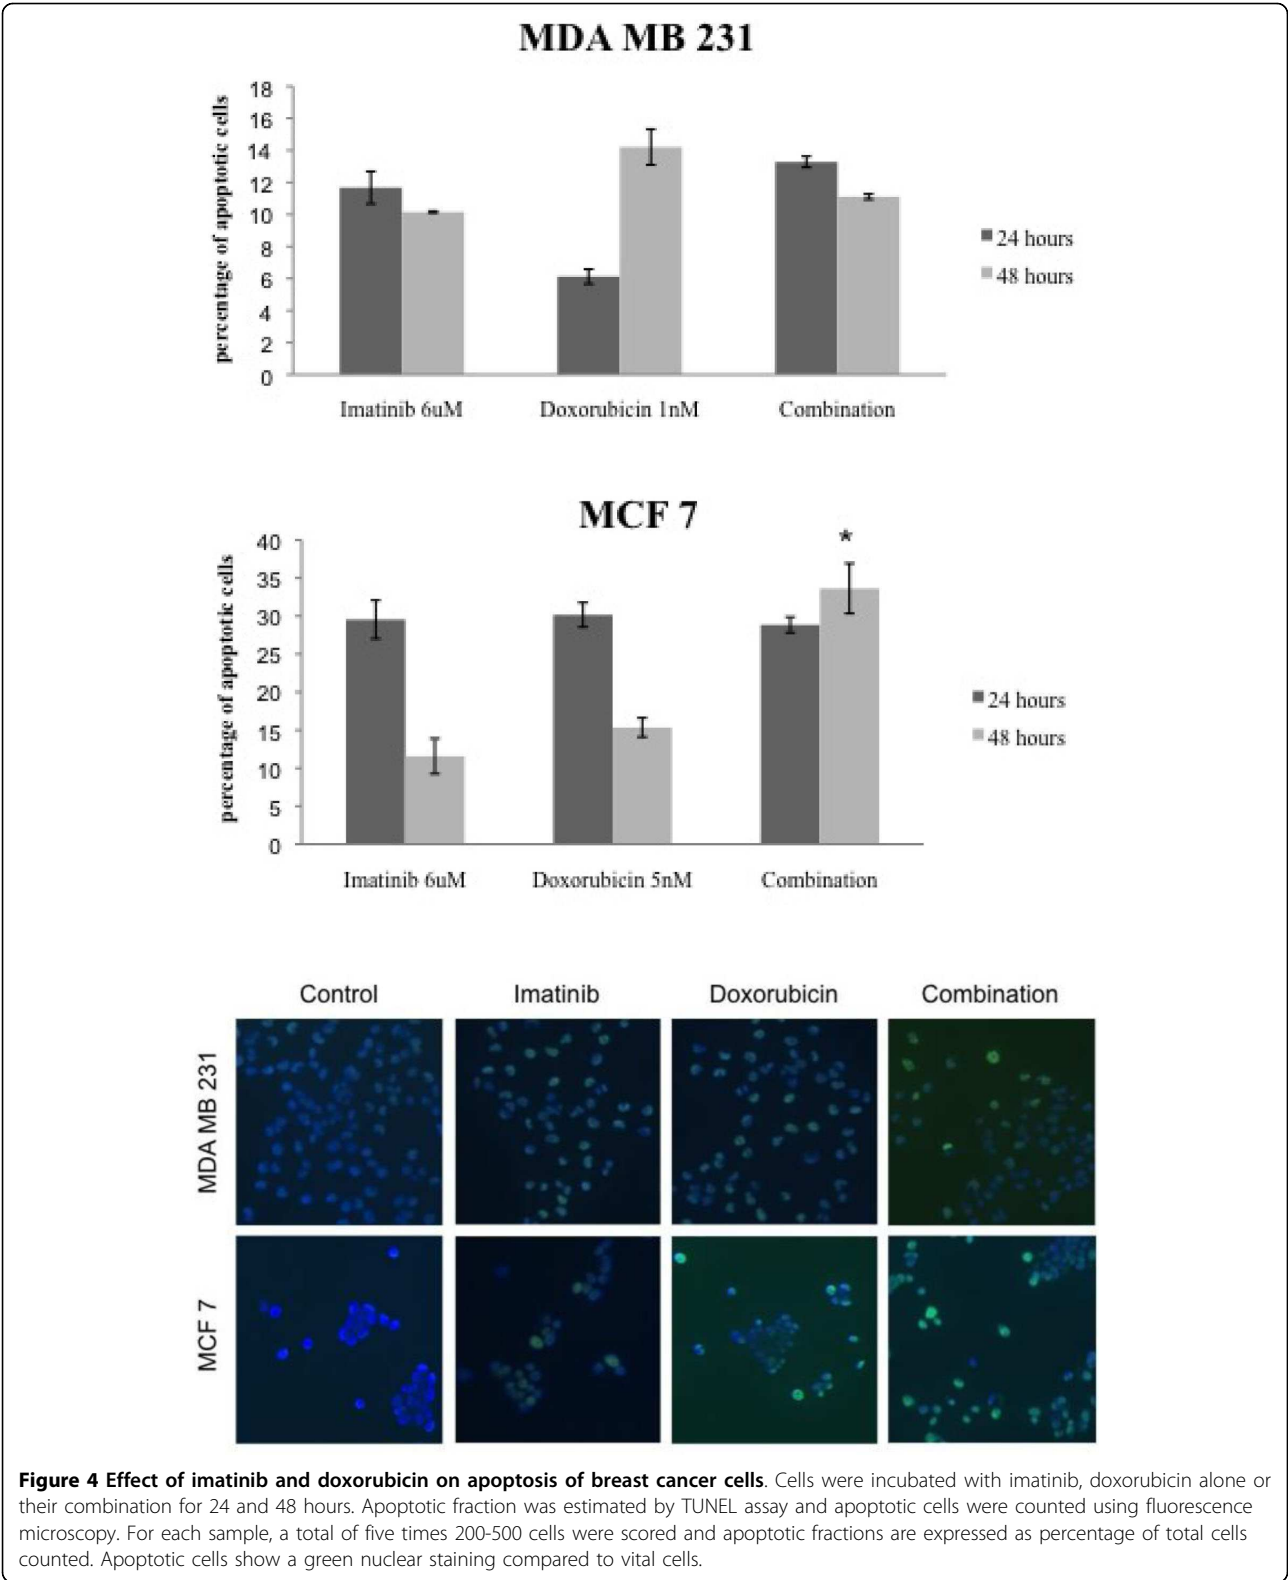 MDA MB 231
percentage of apoptotic cells
18
16
14
12
10
8
6
4
2
0
24 hours
48 hours
Imatinib 6uM Doxorubicin 1nM Combination
MCF 7
percentage of apoptotic cells
40
35
30
25
20
15
10
5
0
*
24 hours
48 hours
Imatinib 6uM Doxorubicin 5nM Combination
Control Imatinib Doxorubicin Combination
MDA MB 231
MCF 7
Figure 4 Effect of imatinib and doxorubicin on apoptosis of breast cancer cells. Cells were incubated with imatinib, doxorubicin alone or
their combination for 24 and 48 hours. Apoptotic fraction was estimated by TUNEL assay and apoptotic cells were counted using fluorescence
microscopy. For each sample, a total of five times 200-500 cells were scored and apoptotic fractions are expressed as percentage of total cells
counted. Apoptotic cells show a green nuclear staining compared to vital cells.